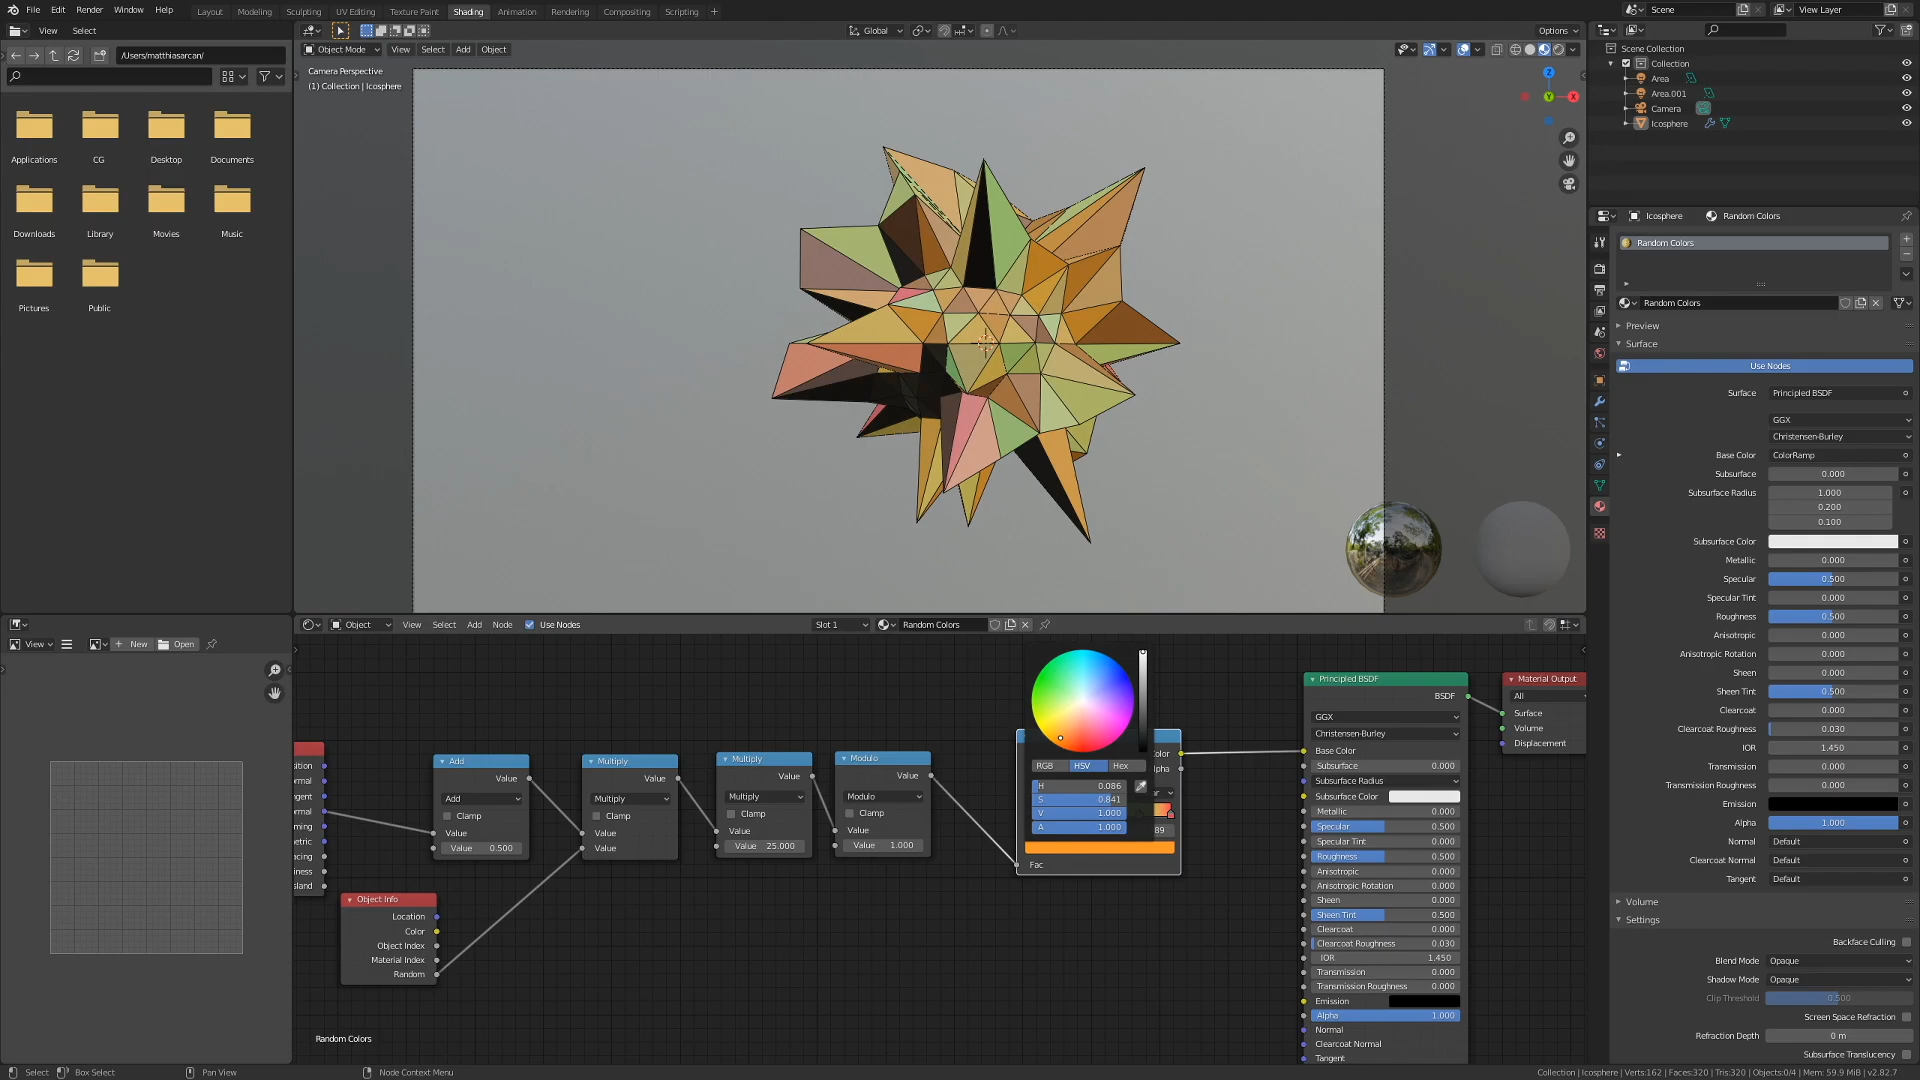 File Edit Render Window Help Layout Modeling Sculpting UV Editing Texture Paint Shading Animation Rendering Compositing Scripting Scene View Layer
View Select
Global
Options
/Users/matthiasarcan/
Object Mode View Select Add Object
Camera Perspective
(1) Collection | Icosphere
Z
Y
X
Applications CG Desktop Documents
Downloads Library Movies Music
Pictures Public
Scene Collection
Collection
Area
Area.001
Camera
Icosphere
Icosphere Random Colors
Random Colors
Random Colors
Preview
Surface
Use Nodes
Surface Principled BSDF
GGX
Christensen-Burley
Base Color ColorRamp
Subsurface 0.000
Subsurface Radius 1.000
0.200
0.100
Subsurface Color
Metallic 0.000
Specular 0.500
Specular Tint 0.000
Roughness 0.500
Anisotropic 0.000
Anisotropic Rotation 0.000
Sheen 0.000
Sheen Tint 0.500
Clearcoat 0.000
Clearcoat Roughness 0.030
IOR 1.450
Transmission 0.000
Transmission Roughness 0.000
Emission
Alpha 1.000
Normal Default
Clearcoat Normal Default
Tangent Default
Volume
Settings
Backface Culling
Blend Mode Opaque
Shadow Mode Opaque
Clip Threshold 0.500
Screen Space Refraction
Refraction Depth 0 m
Subsurface Translucency
View New Open
Object View Select Add Node Use Nodes Slot 1 Random Colors
sition
rmal
ngent
ormal
ming
metric
acing
iness
sland
Add
Value
Add
Clamp
Value
Value 0.500
Object Info
Location
Color
Object Index
Material Index
Random
Multiply
Value
Multiply
Clamp
Value
Value
Multiply
Value
Multiply
Clamp
Value
Value 25.000
Modulo
Value
Modulo
Clamp
Value
Value 1.000
RGB HSV Hex
H 0.086
S 0.841
V 1.000
A 1.000
olor
lpha
ar
89
Fac
Principled BSDF
BSDF
GGX
Christensen-Burley
Base Color
Subsurface 0.000
Subsurface Radius
Subsurface Color
Metallic 0.000
Specular 0.500
Specular Tint 0.000
Roughness 0.500
Anisotropic 0.000
Anisotropic Rotation 0.000
Sheen 0.000
Sheen Tint 0.500
Clearcoat 0.000
Clearcoat Roughness 0.030
IOR 1.450
Transmission 0.000
Transmission Roughness 0.000
Emission
Alpha 1.000
Normal
Clearcoat Normal
Tangent
Material Output
All
Surface
Volume
Displacement
Random Colors
Select Box Select Pan View Node Context Menu
Collection | Icosphere | Verts:162 | Faces:320 | Tris:320 | Objects:0/4 | Mem: 59.9 MiB | v2.82.7